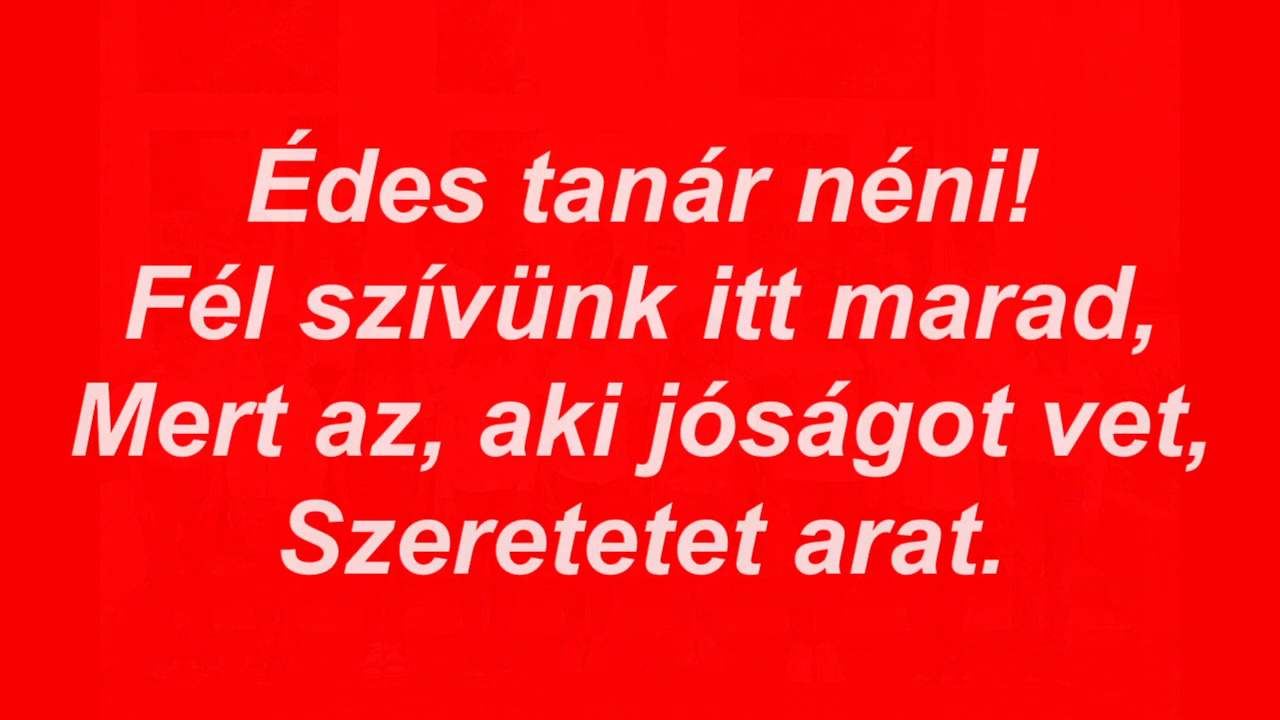 Édes tanár néni!
Fél szívünk itt marad,
Mert az, aki jóságot vet,
Szeretetet arat.